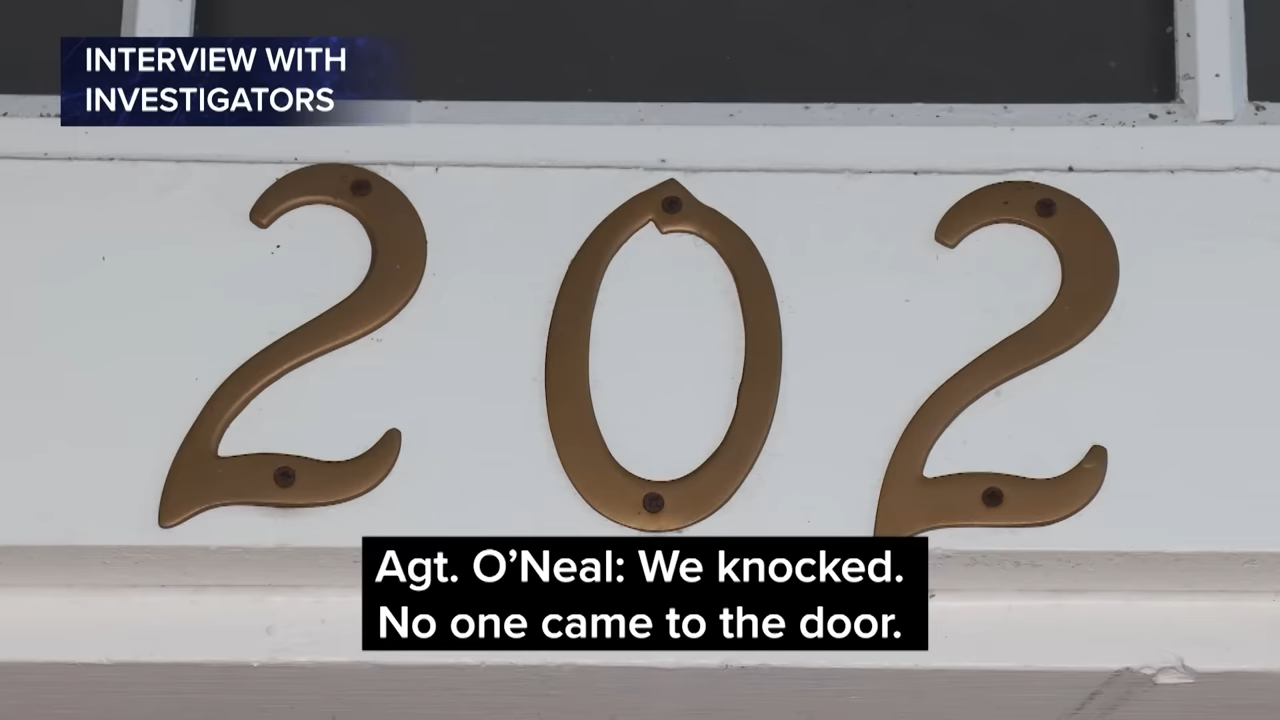 INTERVIEW WITH
INVESTIGATORS
202
Agt. O’Neal: We knocked.
No one came to the door.